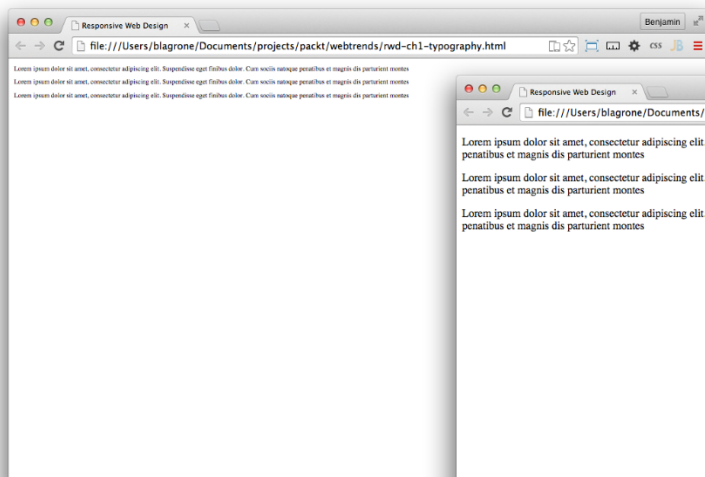 Responsive Web Design
Benjamin
file:///Users/blagrone/Documents/projects/packt/webtrends/rwd-ch1-typography.html
css JB
Lorem ipsum dolor sit amet, consectetur adipiscing elit. Suspendisse eget finibus dolor. Cum sociis natoque penatibus et magnis dis parturient montes
Lorem ipsum dolor sit amet, consectetur adipiscing elit. Suspendisse eget finibus dolor. Cum sociis natoque penatibus et magnis dis parturient montes
Lorem ipsum dolor sit amet, consectetur adipiscing elit. Suspendisse eget finibus dolor. Cum sociis natoque penatibus et magnis dis parturient montes
Responsive Web Design
file:///Users/blagrone/Documents/
Lorem ipsum dolor sit amet, consectetur adipiscing elit.
penatibus et magnis dis parturient montes
Lorem ipsum dolor sit amet, consectetur adipiscing elit.
penatibus et magnis dis parturient montes
Lorem ipsum dolor sit amet, consectetur adipiscing elit.
penatibus et magnis dis parturient montes